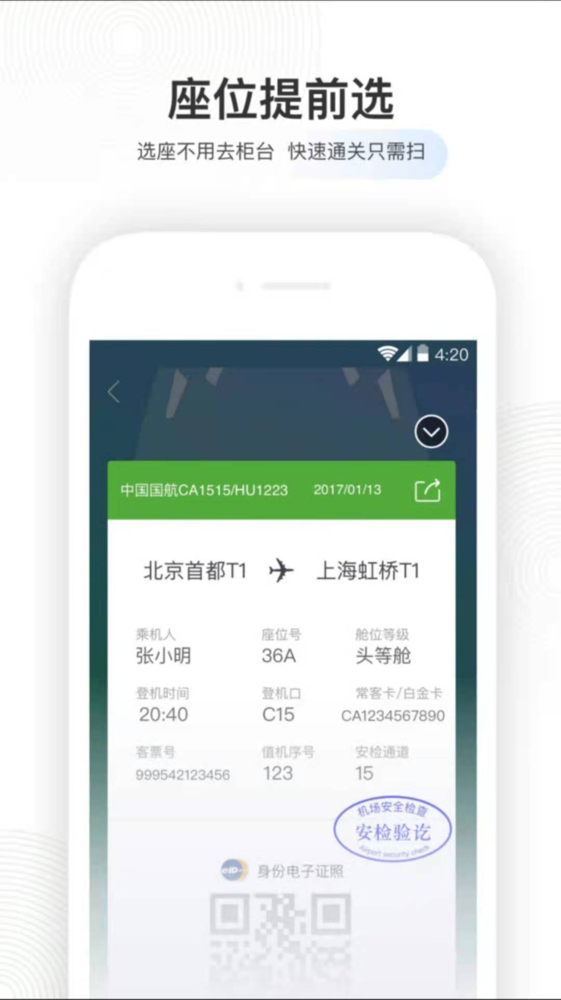 座位提前选
选座不用去柜台 快速通关只需扫
4:20
中国国航CA1515/HU1223 2017/01/13
北京首都T1 上海虹桥T1
乘机人 座位号 舱位等级
张小明 36A 头等舱
登机时间 登机口 常客卡/白金卡
20:40 C15 CA1234567890
客票号 值机序号 安检通道
999542123456 123 15
机场安全检查
安检验讫
Airport security check
eID 身份电子证照